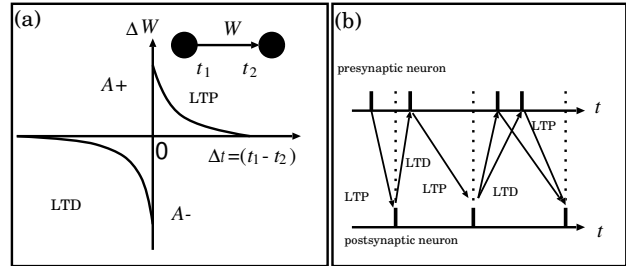 (a)
ΔW
W
t1
t2
A+
LTP
0
Δt=(t1 - t2)
LTD
A-
(b)
presynaptic neuron
t
LTP
LTD
LTP
LTP
LTD
t
postsynaptic neuron